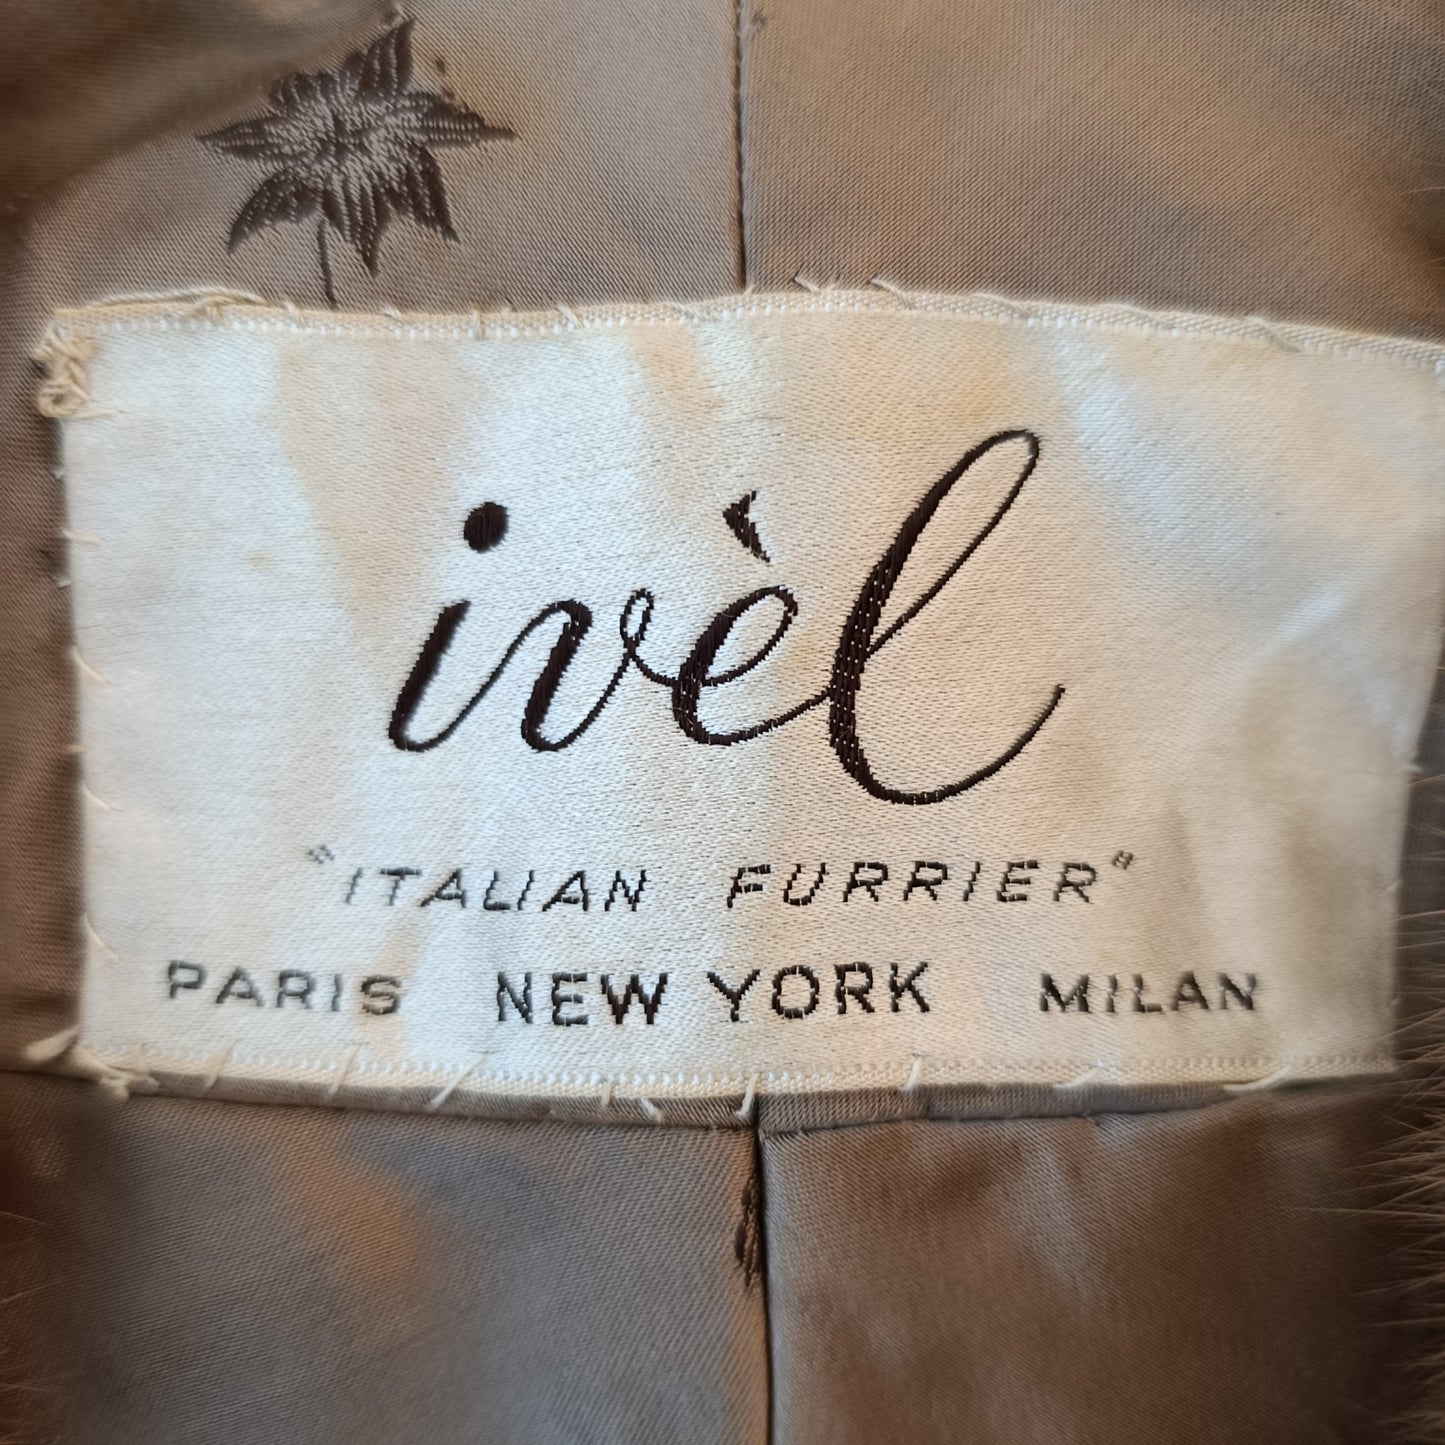 ivèl
"ITALIAN FURRIER"
PARIS NEW YORK MILAN